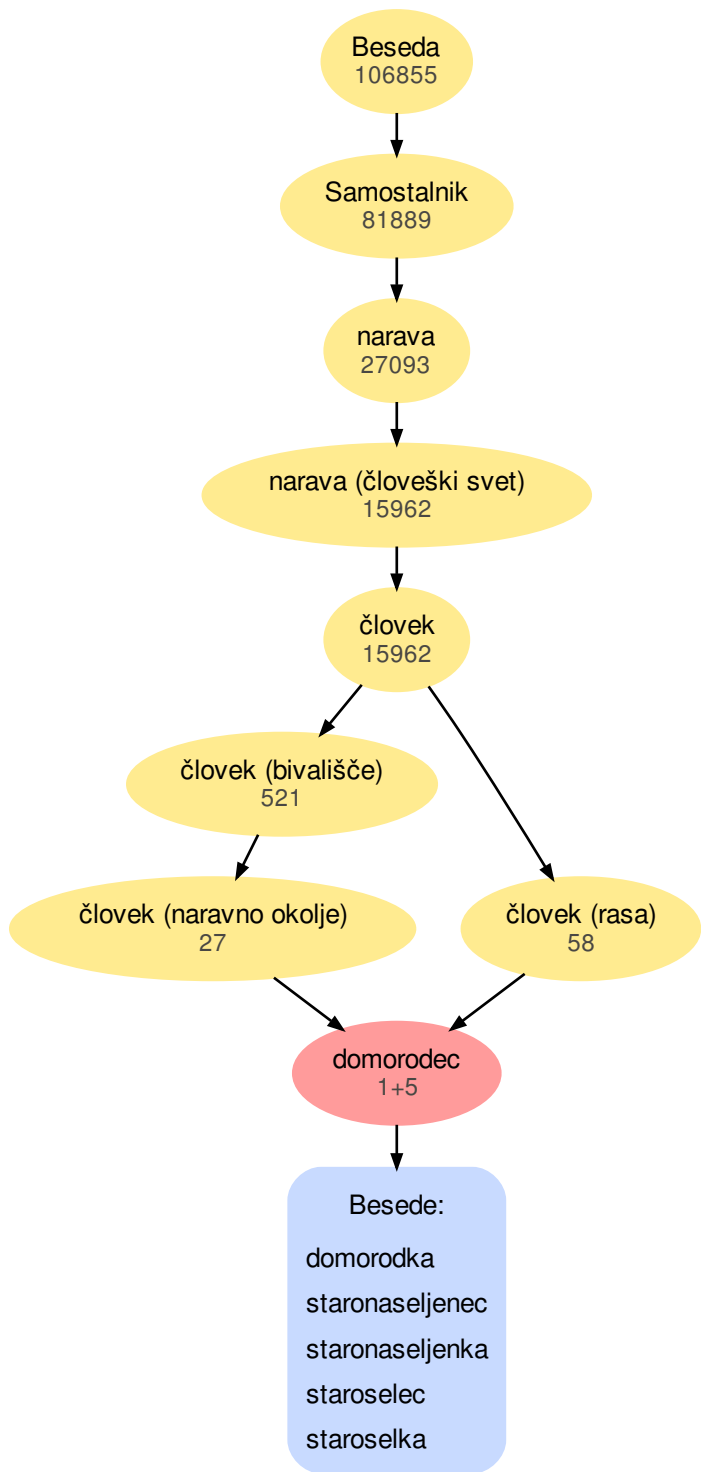 Beseda
106855
Samostalnik
81889
narava
27093
narava (človeški svet)
15962
človek
15962
človek (bivališče)
521
človek (naravno okolje)
27
človek (rasa)
58
domorodec
1+5
Besede:
domorodka
staronaseljenec
staronaseljenka
staroselec
staroselka